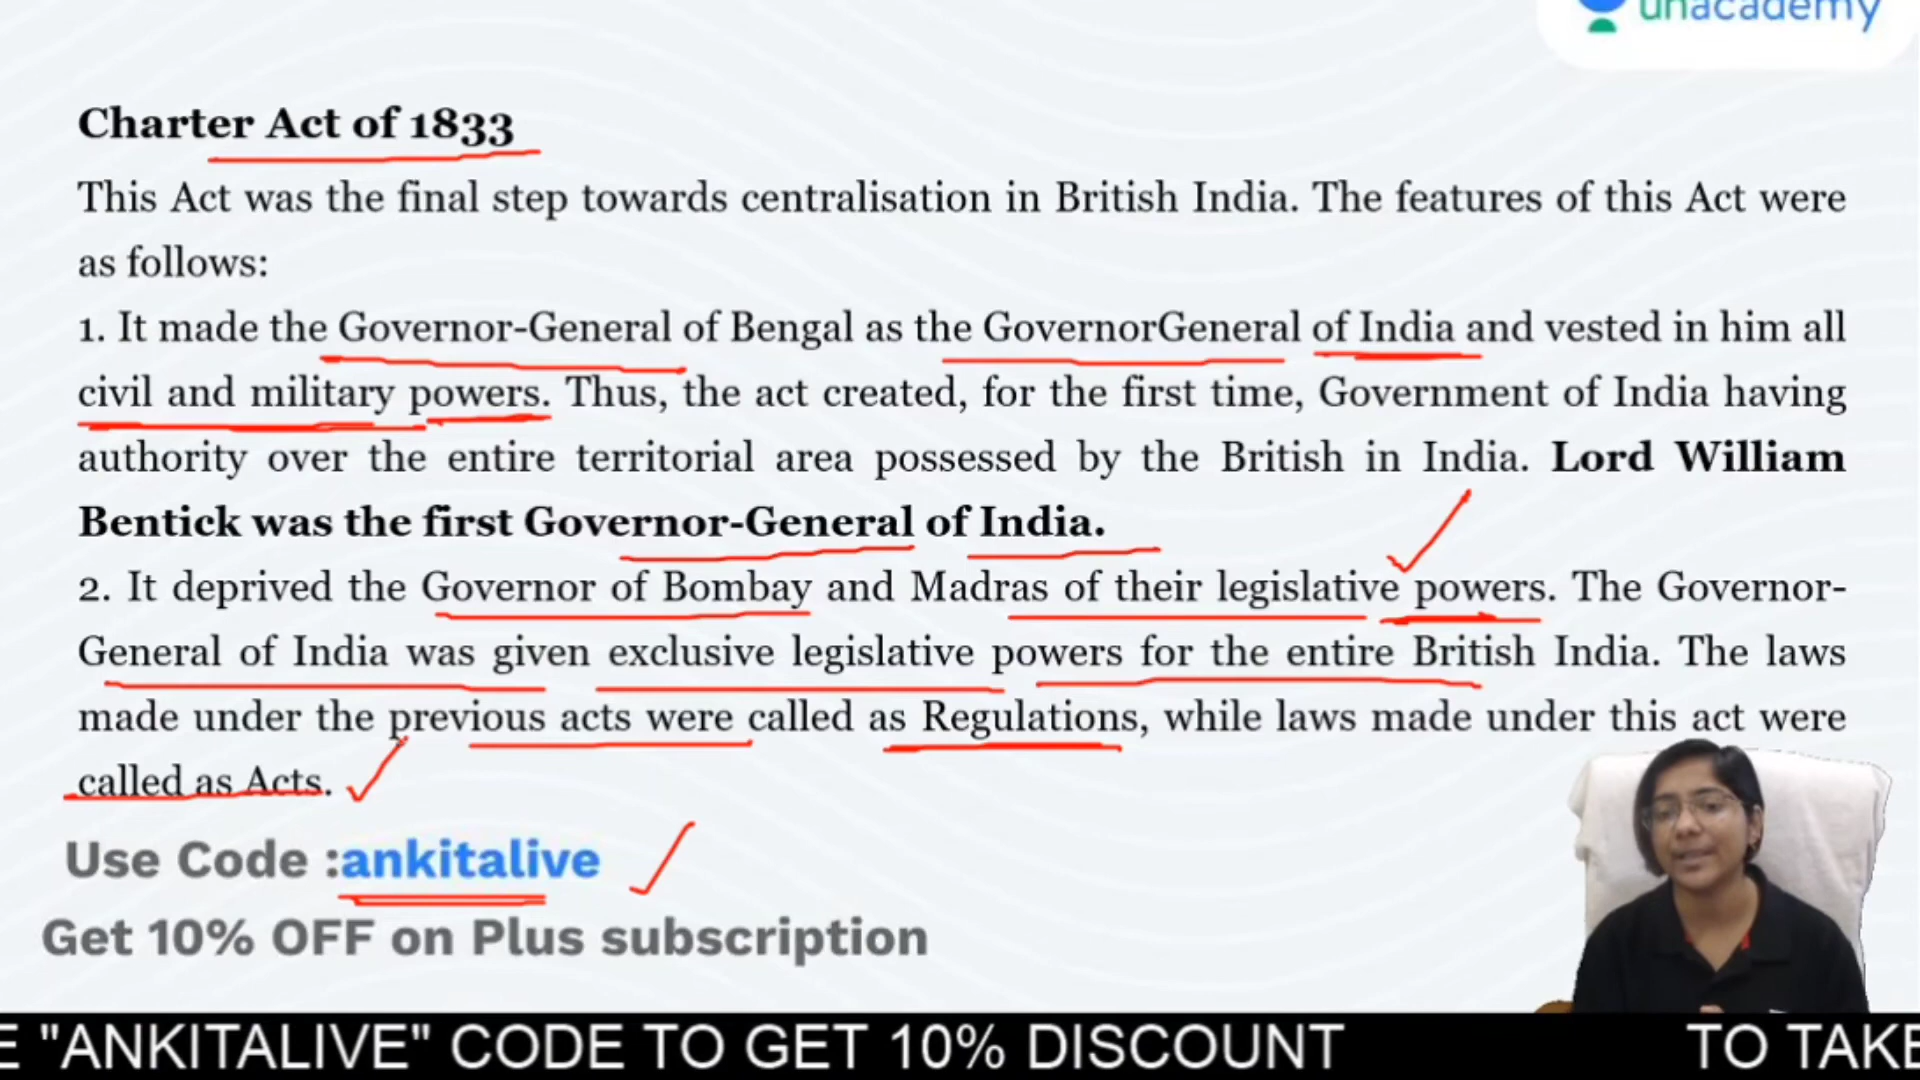 unacademy
Charter Act of 1833
This Act was the final step towards centralisation in British India. The features of this Act were
as follows:
1. It made the Governor-General of Bengal as the GovernorGeneral of India and vested in him all
civil and military powers. Thus, the act created, for the first time, Government of India having
authority over the entire territorial area possessed by the British in India. Lord William
Bentick was the first Governor-General of India.
2. It deprived the Governor of Bombay and Madras of their legislative powers. The Governor-
General of India was given exclusive legislative powers for the entire British India. The laws
made under the previous acts were called as Regulations, while laws made under this act were
called as Acts.
Use Code :ankitalive
Get 10% OFF on Plus subscription
E "ANKITALIVE" CODE TO GET 10% DISCOUNT TO TAKE